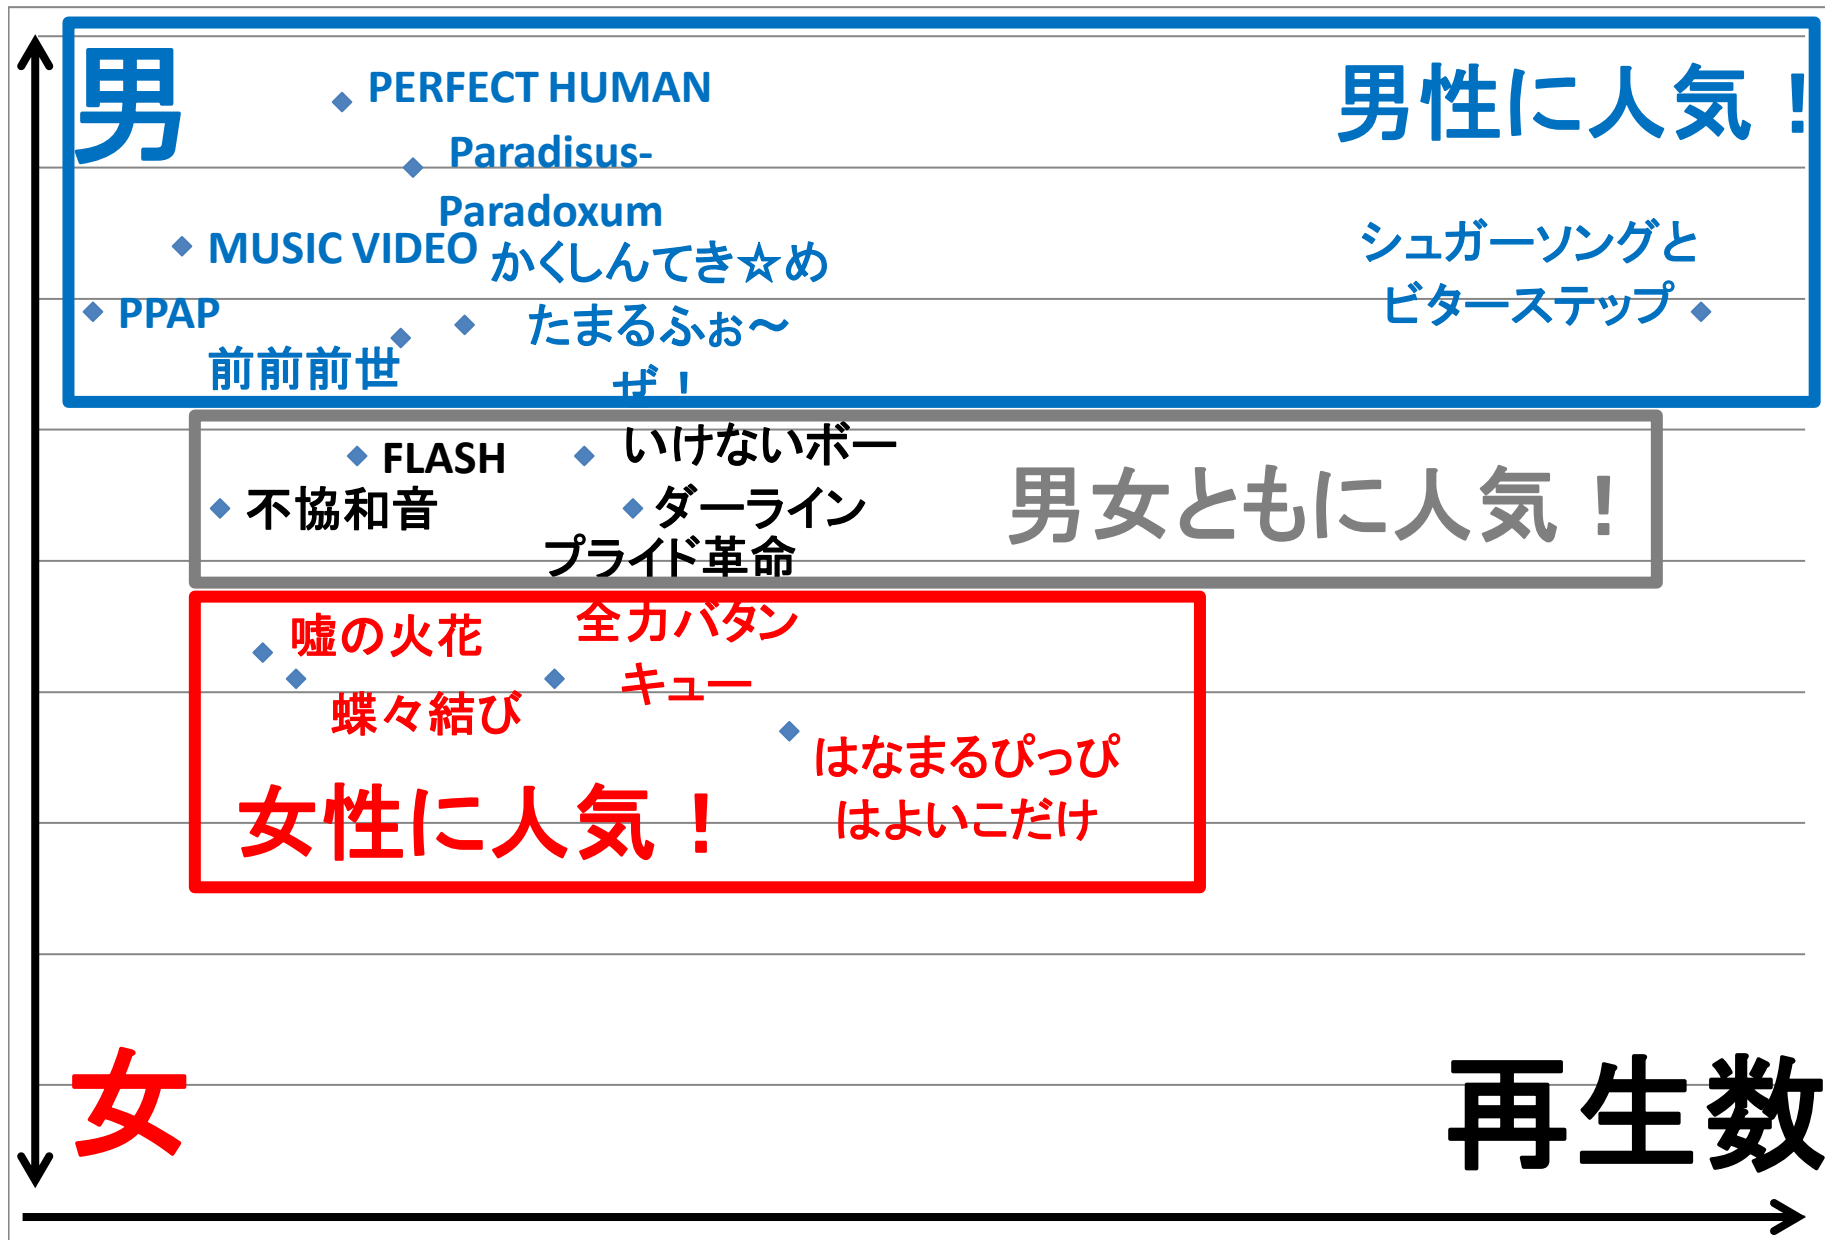 男
PERFECT HUMAN
男性に人気！
Paradisus-
Paradoxum
MUSIC VIDEO
かくしんてき☆め
たまるふぉ～
ぜ！
シュガーソングと
ビターステップ
PPAP
前前前世
FLASH
いけないボー
ダーライン
不協和音
プライド革命
男女ともに人気！
嘘の火花
全力バタン
キュー
蝶々結び
はなまるぴっぴ
はよいこだけ
女性に人気！
女
再生数